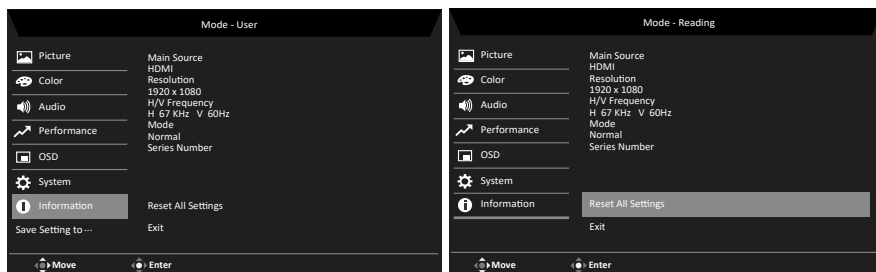 Mode - User
Picture
Color
Audio
Performance
OSD
System
Information
Save Setting to ...
Main Source
HDMI
Resolution
1920 x 1080
H/V Frequency
H 67 KHz V 60Hz
Mode
Normal
Series Number
Reset All Settings
Exit
Move
Enter
Mode - Reading
Picture
Color
Audio
Performance
OSD
System
Information
Main Source
HDMI
Resolution
1920 x 1080
H/V Frequency
H 67 KHz V 60Hz
Mode
Normal
Series Number
Reset All Settings
Exit
Move
Enter